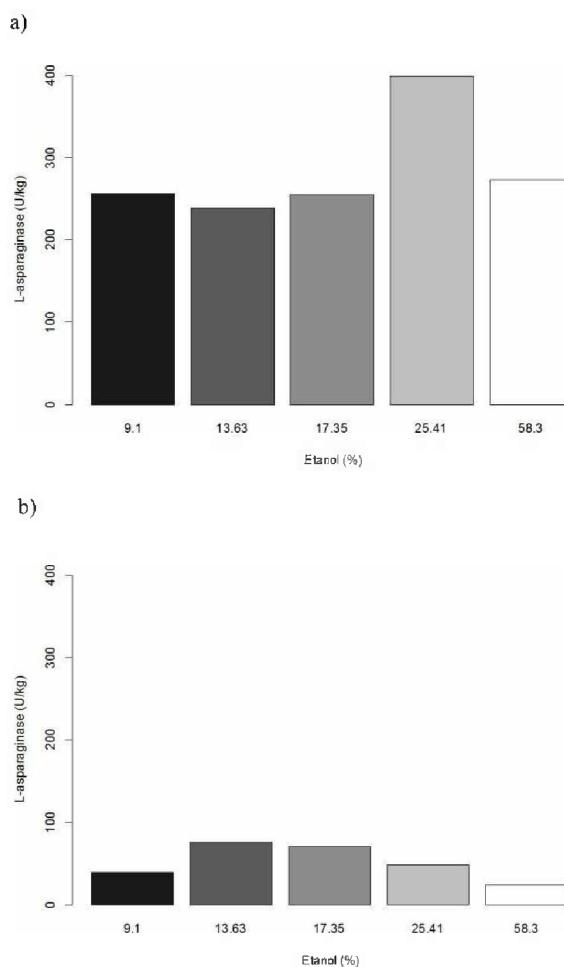 a)
400
300
200
100
0
L-asparaginase (U/kg)
9.1 13.63 17.35 25.41 58.3
Etanol (%)
b)
400
300
200
100
0
L-asparaginase (U/kg)
9.1 13.63 17.35 25.41 58.3
Etanol (%)